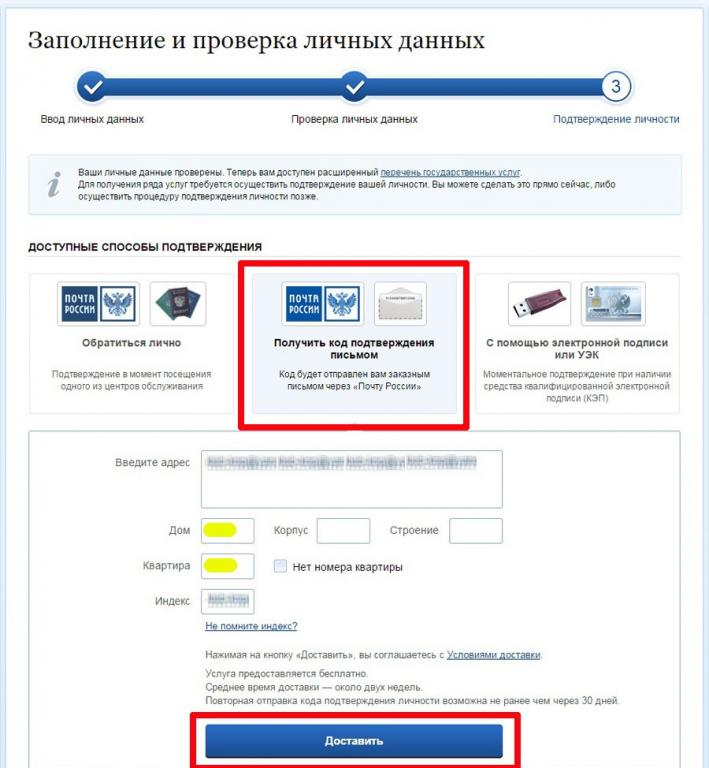 Заполнение и проверка личных данных
3
Ввод личных данных
Проверка личных данных
Подтверждение личности
Ваши личные данные проверены. Теперь вам доступен расширенный перечень государственных услуг.
Для получения ряда услуг требуется осуществить подтверждение вашей личности. Вы можете сделать это прямо сейчас, либо
осуществить процедуру подтверждения личности позже.
ДОСТУПНЫЕ СПОСОБЫ ПОДТВЕРЖДЕНИЯ
ПОЧТА
РОССИИ
Обратиться лично
Подтверждение в момент посещения
одного из центров обслуживания
ПОЧТА
РОССИИ
Получить код подтверждения
письмом
Код будет отправлен вам заказным
письмом через «Почту России»
С помощью электронной подписи
или УЭК
Моментальное подтверждение при наличии
средства квалифицированной электронной
подписи (КЭП)
Введите адрес
Дом
Корпус
Строение
Квартира
Нет номера квартиры
Индекс
Не помните индекс?
Нажимая на кнопку «Доставить», вы соглашаетесь с Условиями доставки.
Услуга предоставляется бесплатно.
Среднее время доставки — около двух недель.
Повторная отправка кода подтверждения личности возможна не ранее чем через 30 дней.
Доставить